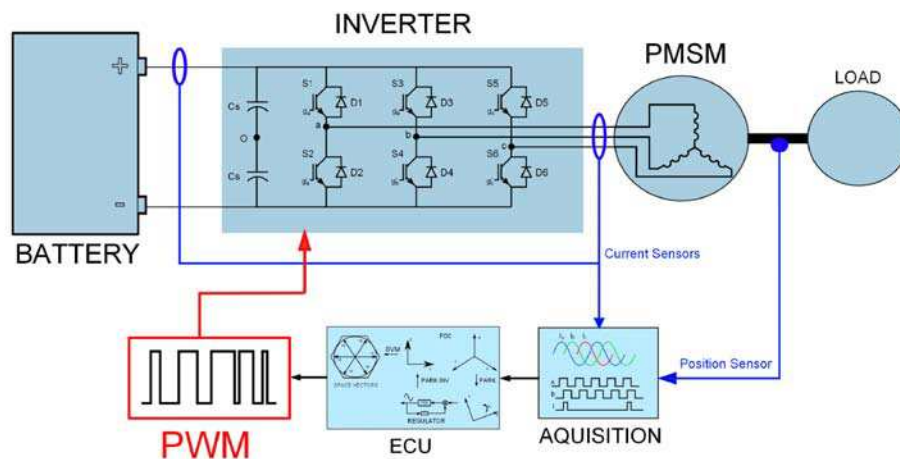 INVERTER
PMSM
LOAD
+
S1
S3
S5
Cs
D1
D3
D5
a
O
b
c
S2
S4
S6
Cs
D2
D4
D6
-
BATTERY
Current Sensors
FOC
SVM
SPACE VECTORS
PARK INV
PARK
REGULATOR
Position Sensor
PWM
ECU
AQUISITION